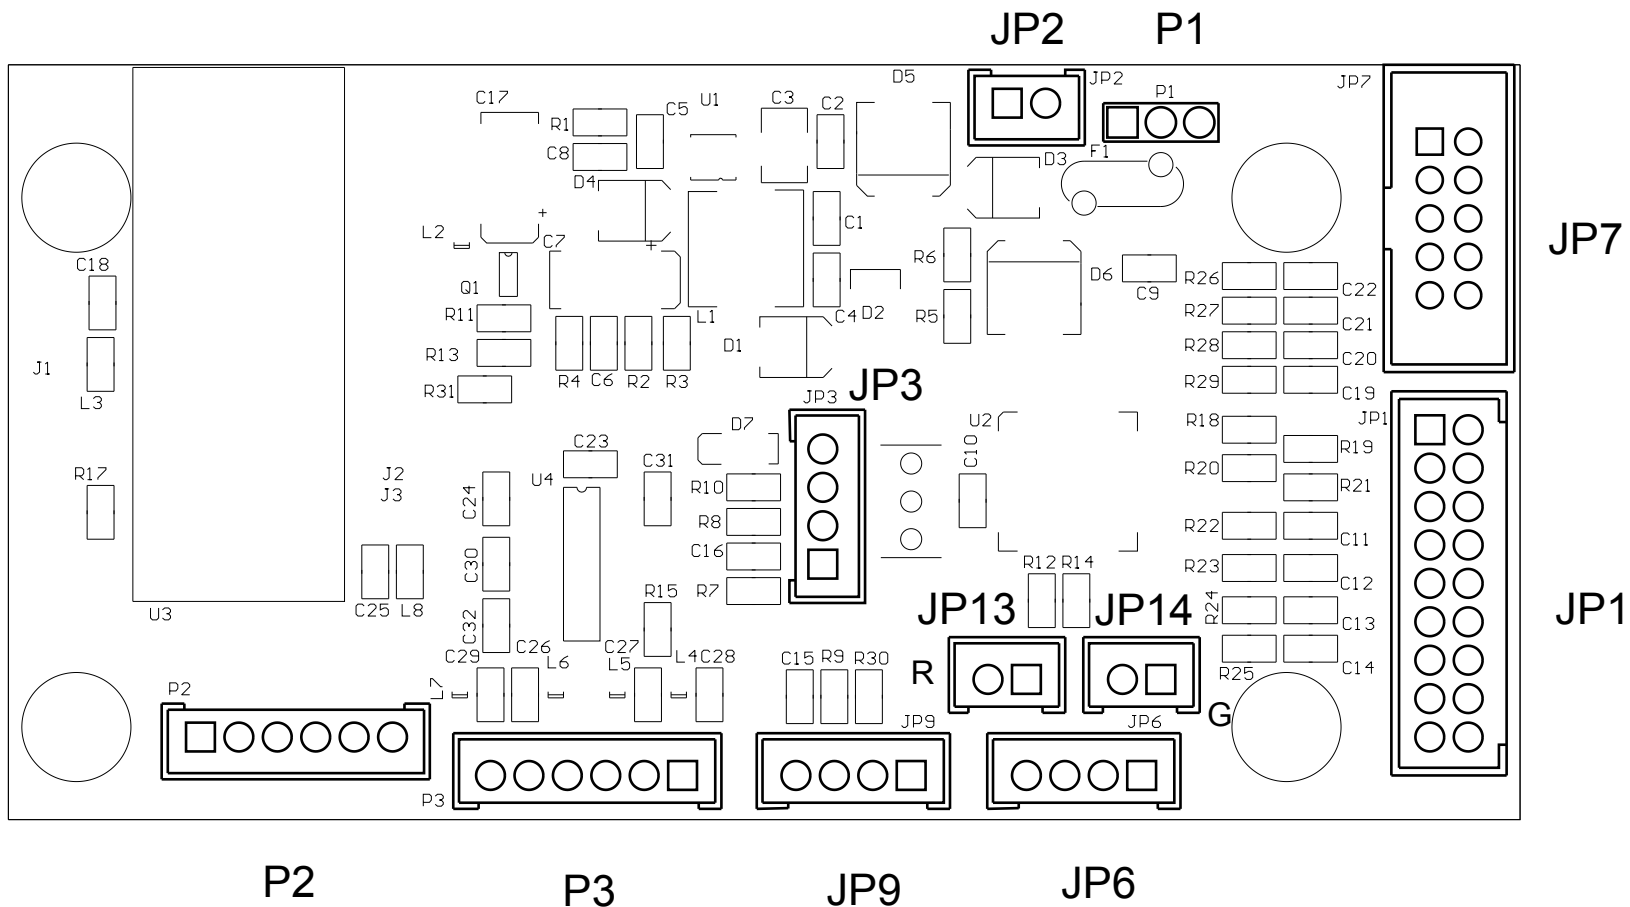 JP2 P1
D5 JP2 JP7
C17 C5 U1 C3 C2 P1
R1
C8 D3 F1
D4
+ C1
L2 C7 + R6 JP7
C18 D6
Q1 C9 R26 C22
R11 L1 C4 D2 R5 R27
C21
R13 D1 R28
J1 C20
R4 C6 R2 R3 R29
R31 JP3 C19
L3 JP3
U2 R18 JP1
D7 R19
C23 C31 C10 R20
R17 J2 U4
J3 C24 R10 R21
R8 R22
C16 C11
C30 R12 R14 R23
R7 C12
U3 C25 L8 R15 JP13 JP14 R24 JP1
C32 C13
C29 C26 L6 C27 L5 L4 C28 C15 R9 R30 R C14
R25
P2 L7 G
JP9 JP6
P3
P2 P3 JP9 JP6